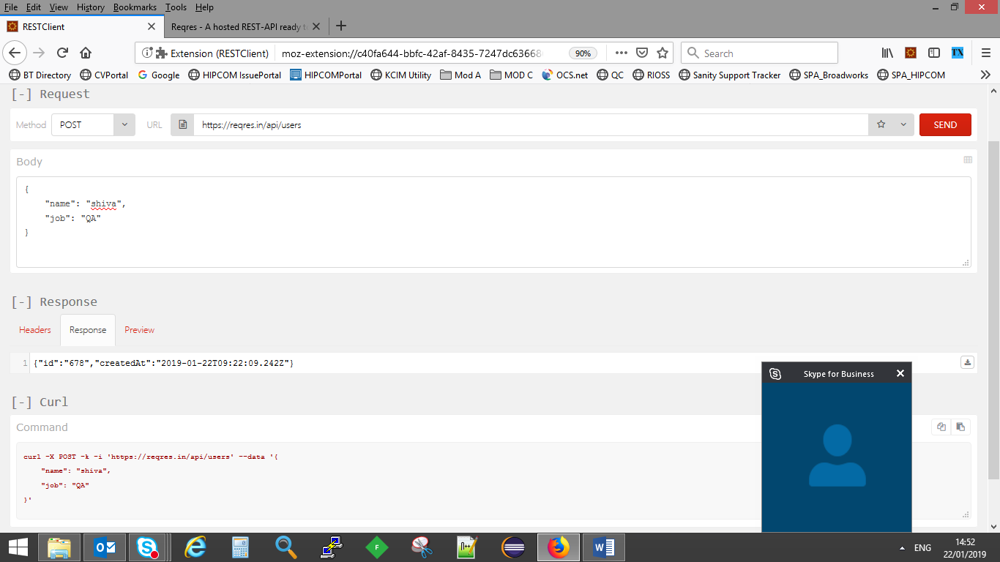 File Edit View History Bookmarks Tools Help
RESTClient
Reqres - A hosted REST-API ready t
Extension (RESTClient) moz-extension://c40fa644-bbfc-42af-8435-7247dc63668 90% Search
BT Directory CVPortal Google HIPCOM IssuePortal HIPCOMPortal KCIM Utility Mod A MOD C OCS.net QC RIOSS Sanity Support Tracker SPA_Broadworks SPA_HIPCOM
[-] Request
Method POST URL https://reqres.in/api/users SEND
Body
{
"name": "shiva",
"job": "QA"
}
[-] Response
Headers Response Preview
1 {"id":"678","createdAt":"2019-01-22T09:22:09.242Z"}
Skype for Business
[-] Curl
Command
curl -X POST -k -i 'https://reqres.in/api/users' --data '{
"name": "shiva",
"job": "QA"
}'
ENG 14:52
22/01/2019